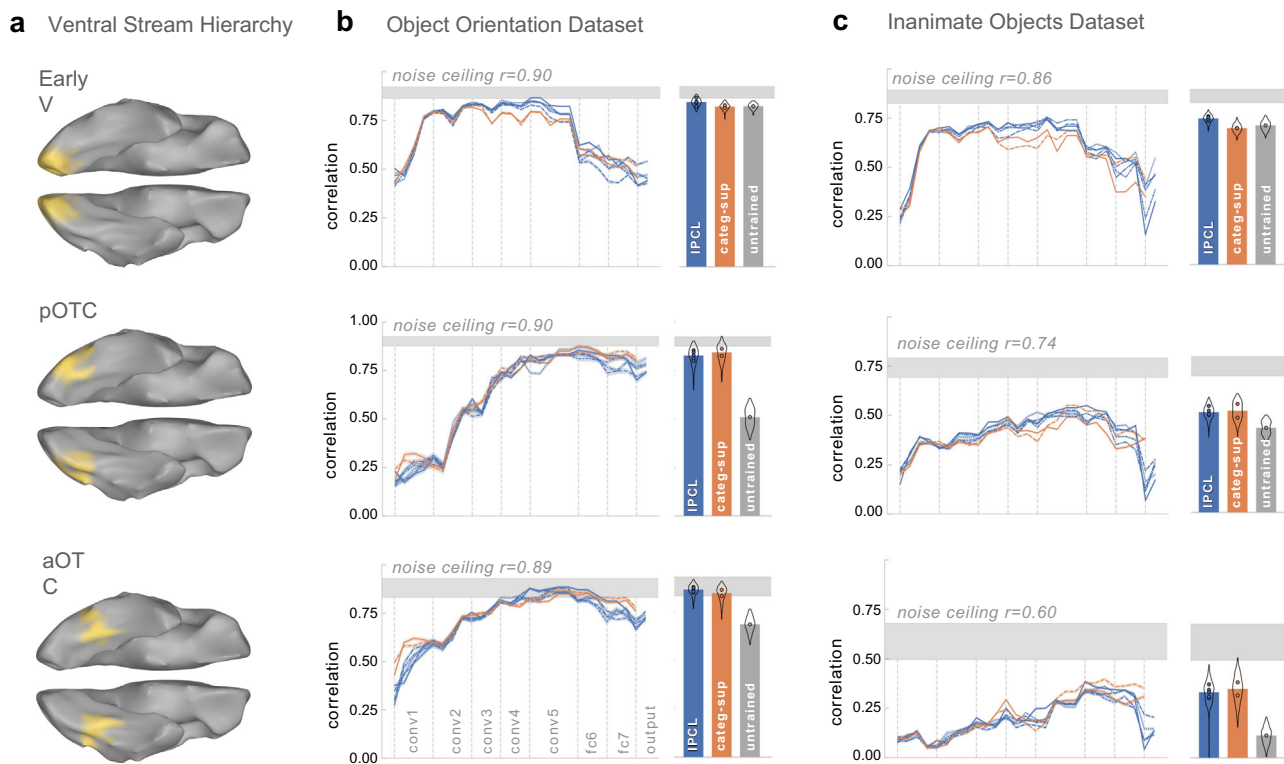 a Ventral Stream Hierarchy
b Object Orientation Dataset
c Inanimate Objects Dataset
Early
V
noise ceiling r=0.90
0.75
0.50
0.25
0.00
correlation
IPCL
categ-sup
untrained
noise ceiling r=0.86
0.75
0.50
0.25
0.00
correlation
IPCL
categ-sup
untrained
pOTC
1.00
noise ceiling r=0.90
0.75
0.50
0.25
0.00
correlation
IPCL
categ-sup
untrained
noise ceiling r=0.74
0.75
0.50
0.25
0.00
correlation
IPCL
categ-sup
untrained
aOT
C
noise ceiling r=0.89
0.75
0.50
0.25
0.00
correlation
conv1
conv2
conv3
conv4
conv5
fc6
fc7
output
IPCL
categ-sup
untrained
noise ceiling r=0.60
0.75
0.50
0.25
0.00
correlation
IPCL
categ-sup
untrained